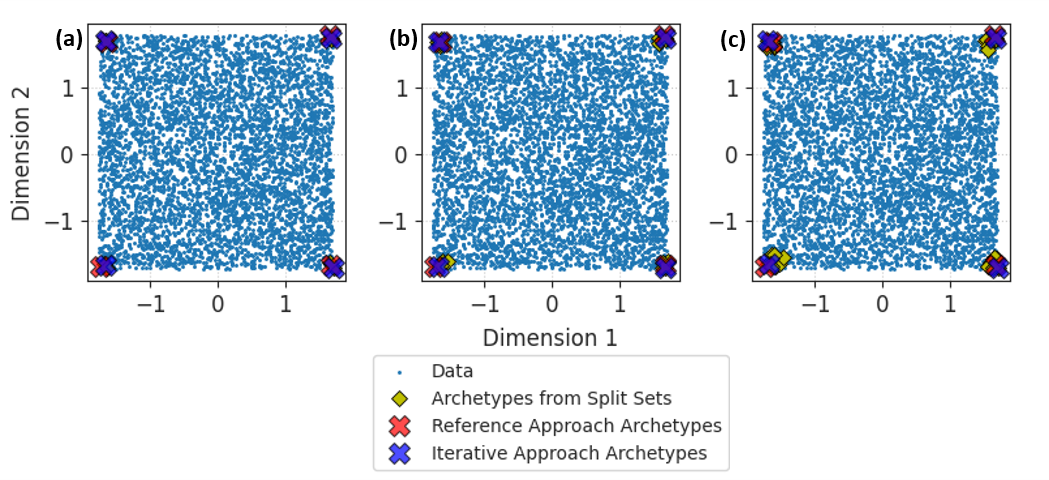 (a)
(b)
(c)
Dimension 2
1
0
−1
1
0
−1
1
0
−1
−1 0 1
−1 0 1
−1 0 1
Dimension 1
Data
Archetypes from Split Sets
Reference Approach Archetypes
Iterative Approach Archetypes